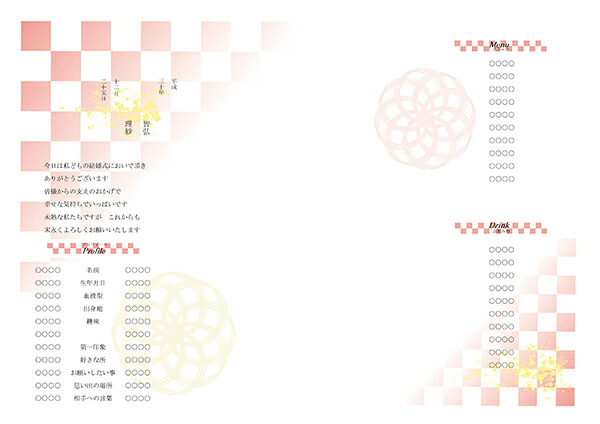 平成
三十年
十二月
二十五日
智弘
理紗
今日は私どもの結婚式においで頂き
ありがとうございます
皆様からの支えのおかげで
幸せな気持ちでいっぱいです
未熟な私たちですが　これからも
末永くよろしくお願いいたします
Profile
○○○○　名前　○○○○
○○○○　生年月日　○○○○
○○○○　血液型　○○○○
○○○○　出身地　○○○○
○○○○　趣味　○○○○
○○○○　○○○○
○○○○　第一印象　○○○○
○○○○　好きな所　○○○○
○○○○　お願いしたい事　○○○○
○○○○　思い出の場所　○○○○
○○○○　相手への言葉　○○○○
Menu
○○○○
○○○○
○○○○
○○○○
○○○○
○○○○
○○○○
○○○○
○○○○
○○○○
Drink
○○○○
○○○○
○○○○
○○○○
○○○○
○○○○
○○○○
○○○○
○○○○
○○○○